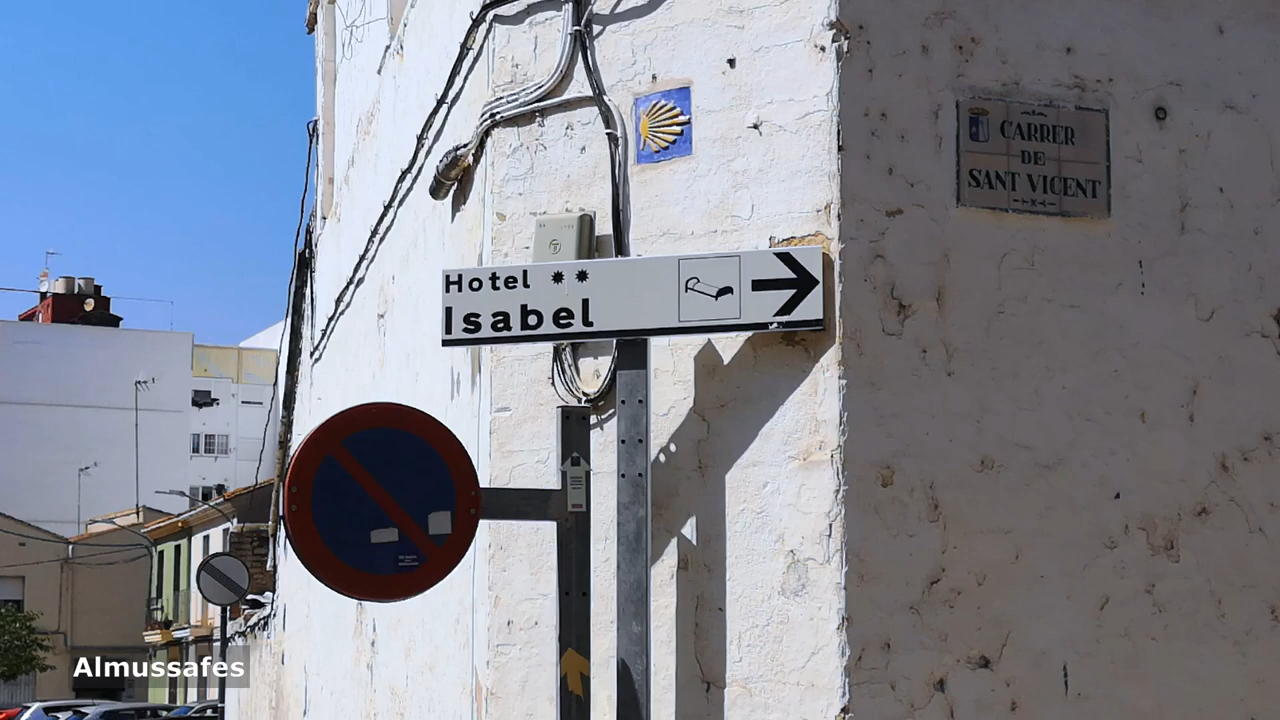 CARRER
DE
SANT VICENT
Hotel
Isabel
Almussafes